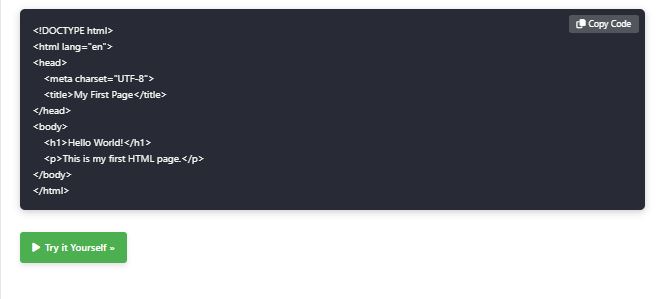 Copy Code
<!DOCTYPE html>
<html lang="en">
<head>
<meta charset="UTF-8">
<title>My First Page</title>
</head>
<body>
<h1>Hello World!</h1>
<p>This is my first HTML page.</p>
</body>
</html>
Try it Yourself »